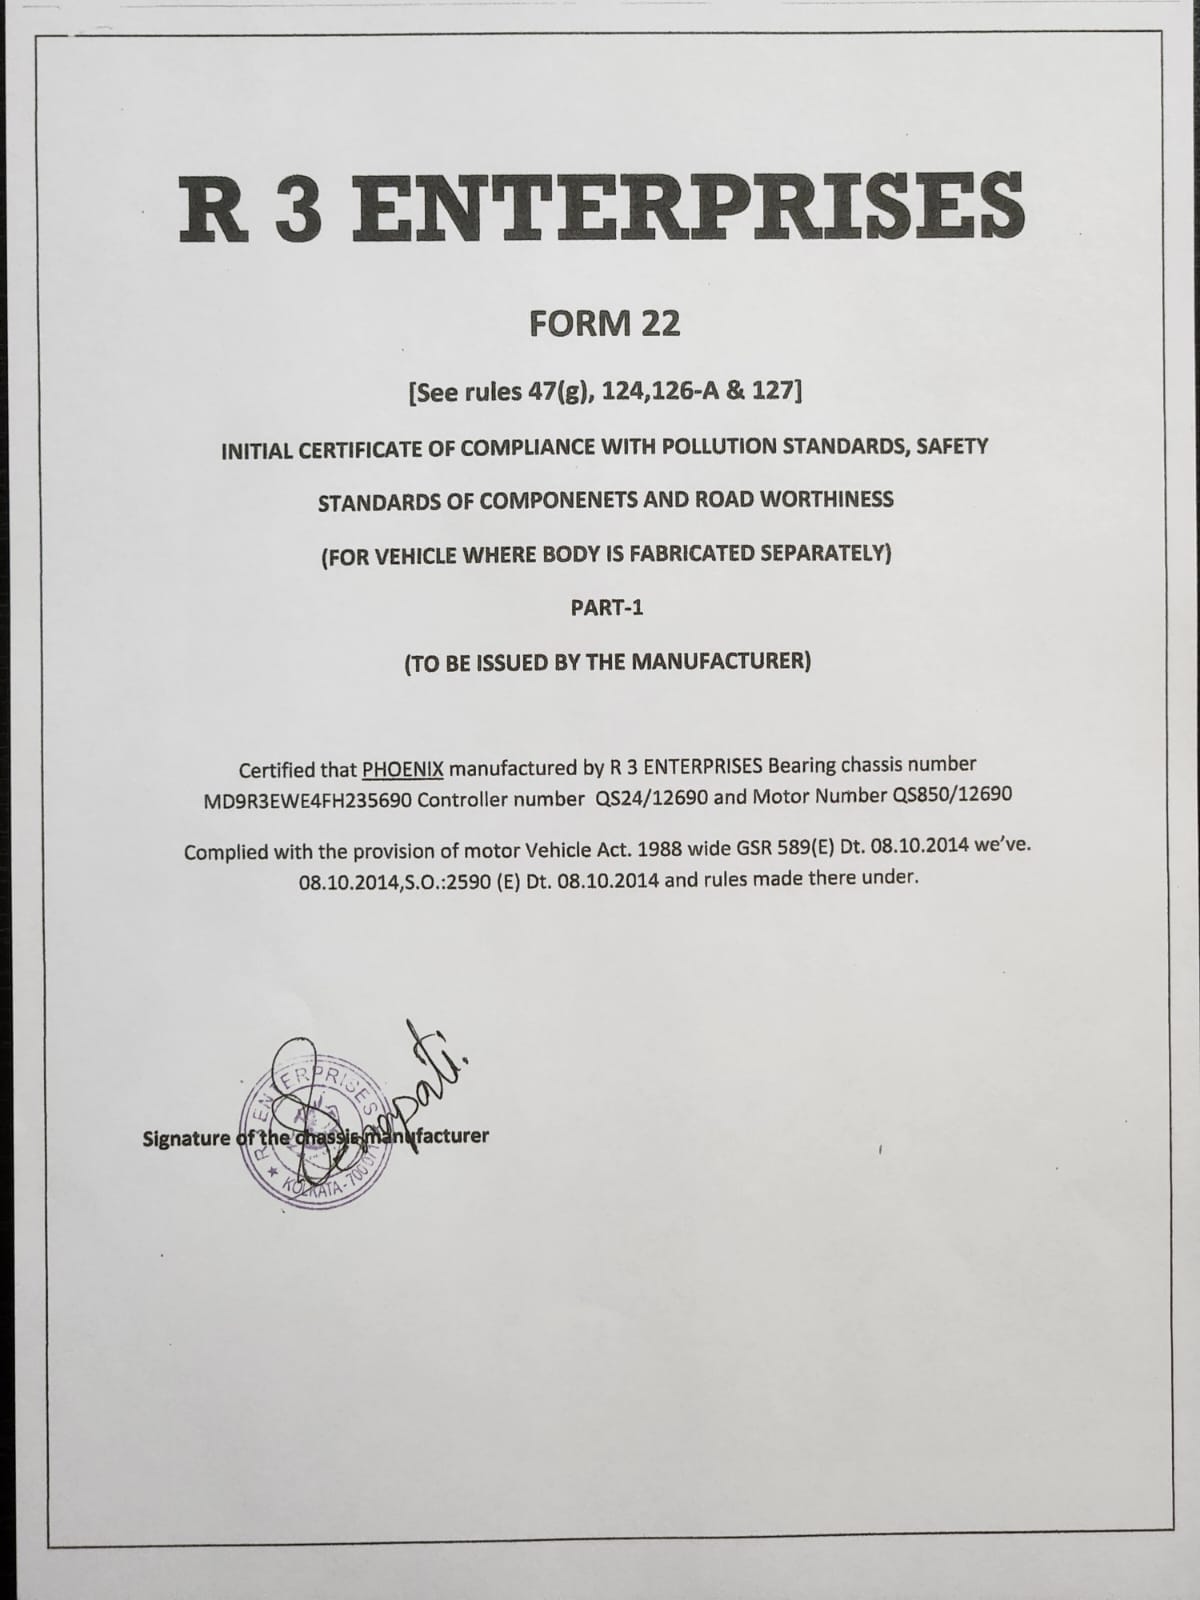 R 3 ENTERPRISES
FORM 22
[See rules 47(g), 124,126-A & 127]
INITIAL CERTIFICATE OF COMPLIANCE WITH POLLUTION STANDARDS, SAFETY
STANDARDS OF COMPONENETS AND ROAD WORTHINESS
(FOR VEHICLE WHERE BODY IS FABRICATED SEPARATELY)
PART-1
(TO BE ISSUED BY THE MANUFACTURER)
Certified that PHOENIX manufactured by R 3 ENTERPRISES Bearing chassis number
MD9R3EWE4FH235690 Controller number QS24/12690 and Motor Number QS850/12690
Complied with the provision of motor Vehicle Act. 1988 wide GSR 589(E) Dt. 08.10.2014 we've.
08.10.2014,S.O.:2590 (E) Dt. 08.10.2014 and rules made there under.
Signature of the chassis manufacturer
ENTERPRISES
KOLKATA